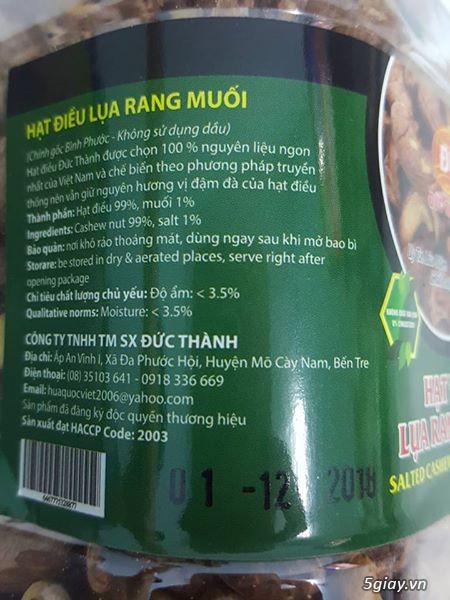 HẠT ĐIỀU LỤA RANG MUỐI
(Chính gốc Bình Phước - Không sử dụng dầu)
Hạt điều Đức Thành được chọn 100 % nguyên liệu ngon
nhất của Việt Nam và chế biến theo phương pháp truyền
thống nên vẫn giữ nguyên hương vị đậm đà của hạt điều
Thành phần: Hạt điều 99%, muối 1%
Ingredients: Cashew nut 99%, salt 1%
Bảo quản: nơi khô ráo thoáng mát, dùng ngay sau khi mở bao bì
Storare: be stored in dry & aerated places, serve right after
opening package
Chỉ tiêu chất lượng chủ yếu: Độ ẩm: < 3.5%
Qualitative norms: Moisture: < 3.5%
CÔNG TY TNHH TM SX ĐỨC THÀNH
Địa chỉ: Ấp An Vĩnh I, Xã Đa Phước Hội, Huyện Mõ Cày Nam, Bến Tre
Điện thoại: (08) 35103 641 - 0918 336 669
Email: huaquocviet2006@yahoo.com
Sản phẩm đã đăng ký độc quyền thương hiệu
Sản xuất đạt HACCP Code: 2003
01 -12 2018
HẠT
LỤA RAN
SALTED CASHEW
5giay.vn